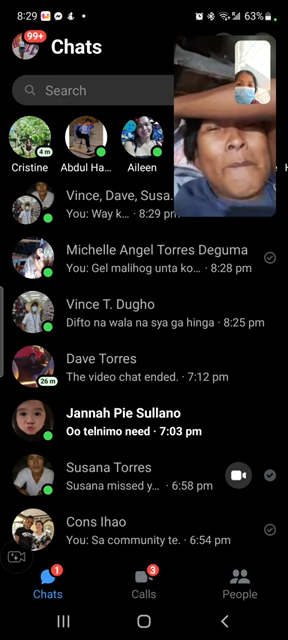 8:29
63%
99+
Chats
Search
4 m
Cristine
Abdul Ha...
Aileen
Vince, Dave, Susa.
You: Way k... · 8:29 pm
Michelle Angel Torres Deguma
You: Gel malihog unta ko... · 8:28 pm
Vince T. Dugho
Difto na wala na sya ga hinga · 8:25 pm
Dave Torres
The video chat ended. · 7:12 pm
26 m
Jannah Pie Sullano
Oo telnimo need · 7:03 pm
Susana Torres
Susana missed y... · 6:58 pm
Cons Ihao
You: Sa community te. · 6:54 pm
1
3
Chats
Calls
People